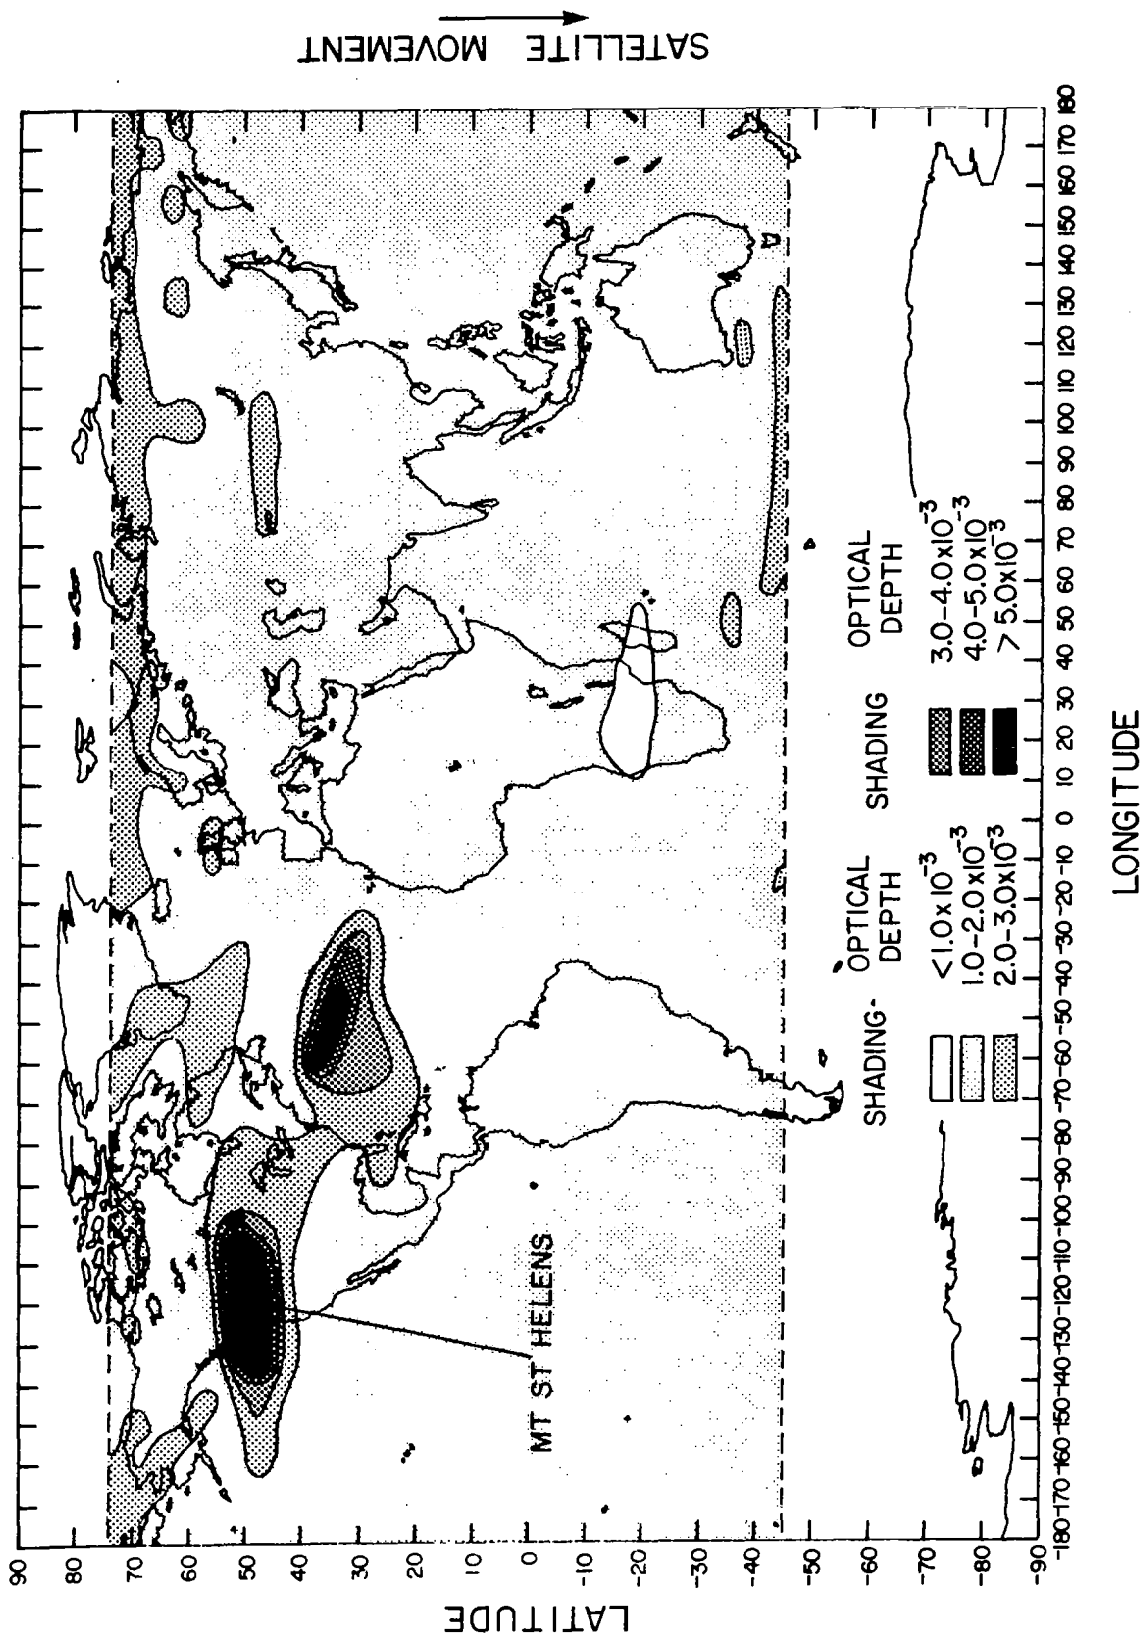 SATELLITE MOVEMENT
90
80
70
60
50
40
30
20
10
0
-10
-20
-30
-40
-50
-60
-70
-80
-90
LATITUDE
MT ST HELENS
SHADING- OPTICAL DEPTH SHADING OPTICAL DEPTH
<1.0x10⁻³ 3.0-4.0x10⁻³
1.0-2.0x10⁻³ 4.0-5.0x10⁻³
2.0-3.0x10⁻³ >5.0x10⁻³
-180 -170 -160 -150 -140 -130 -120 -110 -100 -90 -80 -70 -60 -50 -40 -30 -20 -10 0 10 20 30 40 50 60 70 80 90 100 110 120 130 140 150 160 170 180
LONGITUDE